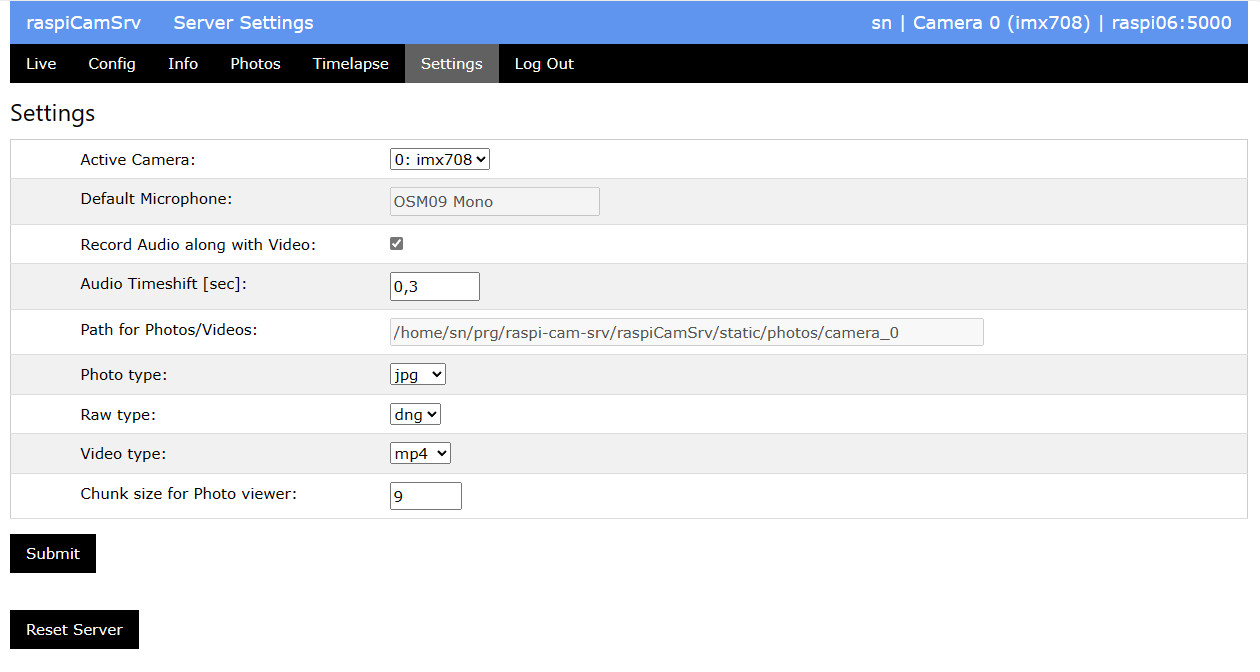 raspiCamSrv Server Settings sn | Camera 0 (imx708) | raspi06:5000
Live Config Info Photos Timelapse Settings Log Out
Settings
Active Camera: 0: imx708
Default Microphone: OSM09 Mono
Record Audio along with Video:
Audio Timeshift [sec]: 0,3
Path for Photos/Videos: /home/sn/prg/raspi-cam-srv/raspiCamSrv/static/photos/camera_0
Photo type: jpg
Raw type: dng
Video type: mp4
Chunk size for Photo viewer: 9
Submit
Reset Server